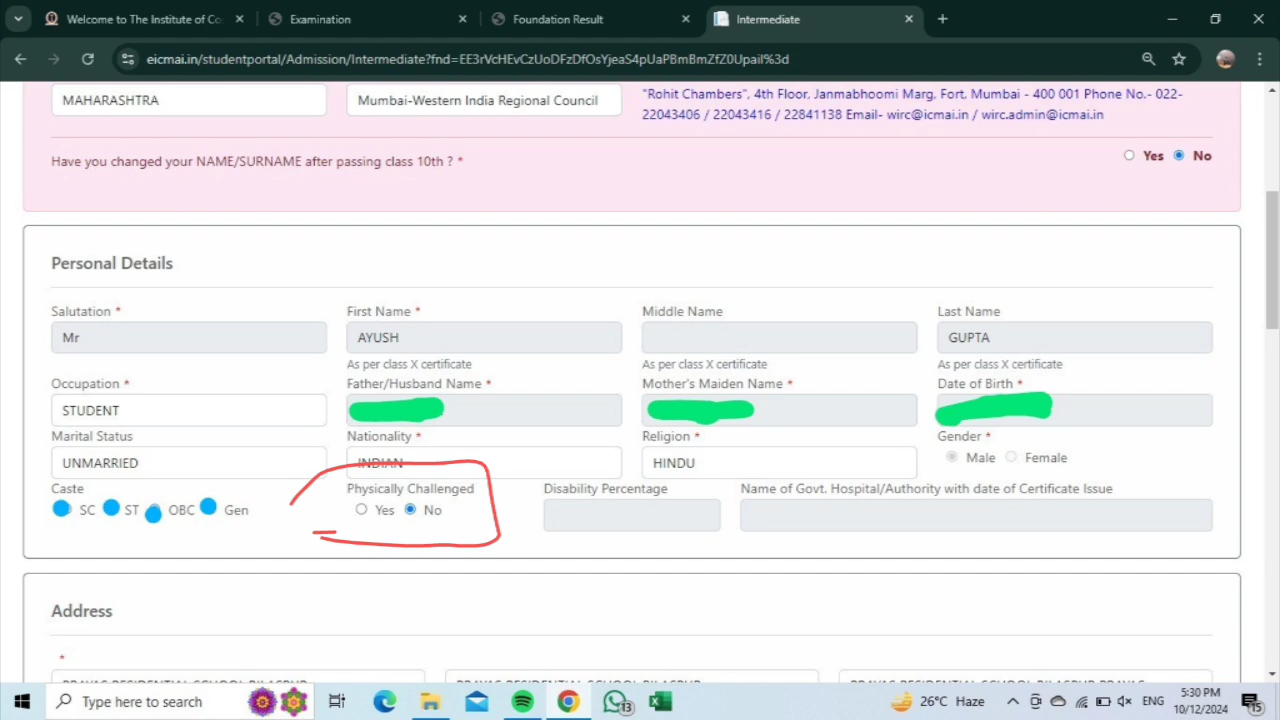 Welcome to The Institute of Co
Examination
Foundation Result
Intermediate
eicmai.in/studentportal/Admission/Intermediate?fnd=EE3rVcHEvCzUoDFzDfOsYjeaS4pUaPBmBmZfZ0Upail%3d
MAHARASHTRA
Mumbai-Western India Regional Council
"Rohit Chambers", 4th Floor, Janmabhoomi Marg, Fort, Mumbai - 400 001 Phone No.- 022-
22043406 / 22043416 / 22841138 Email- wirc@icmai.in / wirc.admin@icmai.in
Have you changed your NAME/SURNAME after passing class 10th ? *
Yes No
Personal Details
Salutation * First Name * Middle Name Last Name
Mr AYUSH GUPTA
As per class X certificate As per class X certificate As per class X certificate
Occupation * Father/Husband Name * Mother's Maiden Name * Date of Birth *
STUDENT
Marital Status Nationality * Religion * Gender *
UNMARRIED INDIAN HINDU Male Female
Caste Physically Challenged Disability Percentage Name of Govt. Hospital/Authority with date of Certificate Issue
SC ST OBC Gen Yes No
Address
*
Type here to search
13
26°C Haze
ENG
5:30 PM
10/12/2024
15